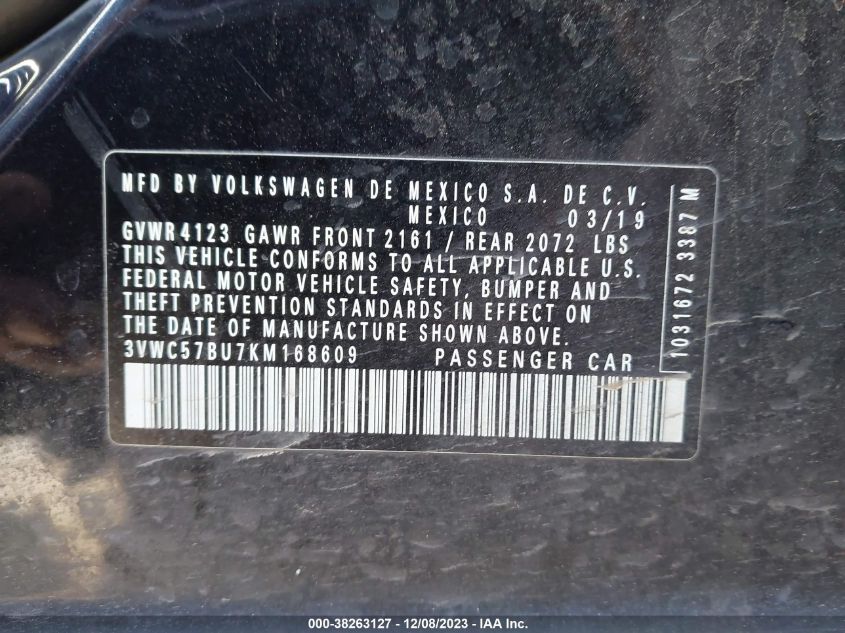 MFD BY VOLKSWAGEN DE MEXICO S.A. DE C.V.
MEXICO 03/19
GVWR 4123 GAWR FRONT 2161 / REAR 2072 LBS
THIS VEHICLE CONFORMS TO ALL APPLICABLE U.S.
FEDERAL MOTOR VEHICLE SAFETY, BUMPER AND
THEFT PREVENTION STANDARDS IN EFFECT ON
THE DATE OF MANUFACTURE SHOWN ABOVE.
3VWC57BU7KM168609 PASSENGER CAR
1031672 3387 M
000-38263127 - 12/08/2023 - IAA Inc.